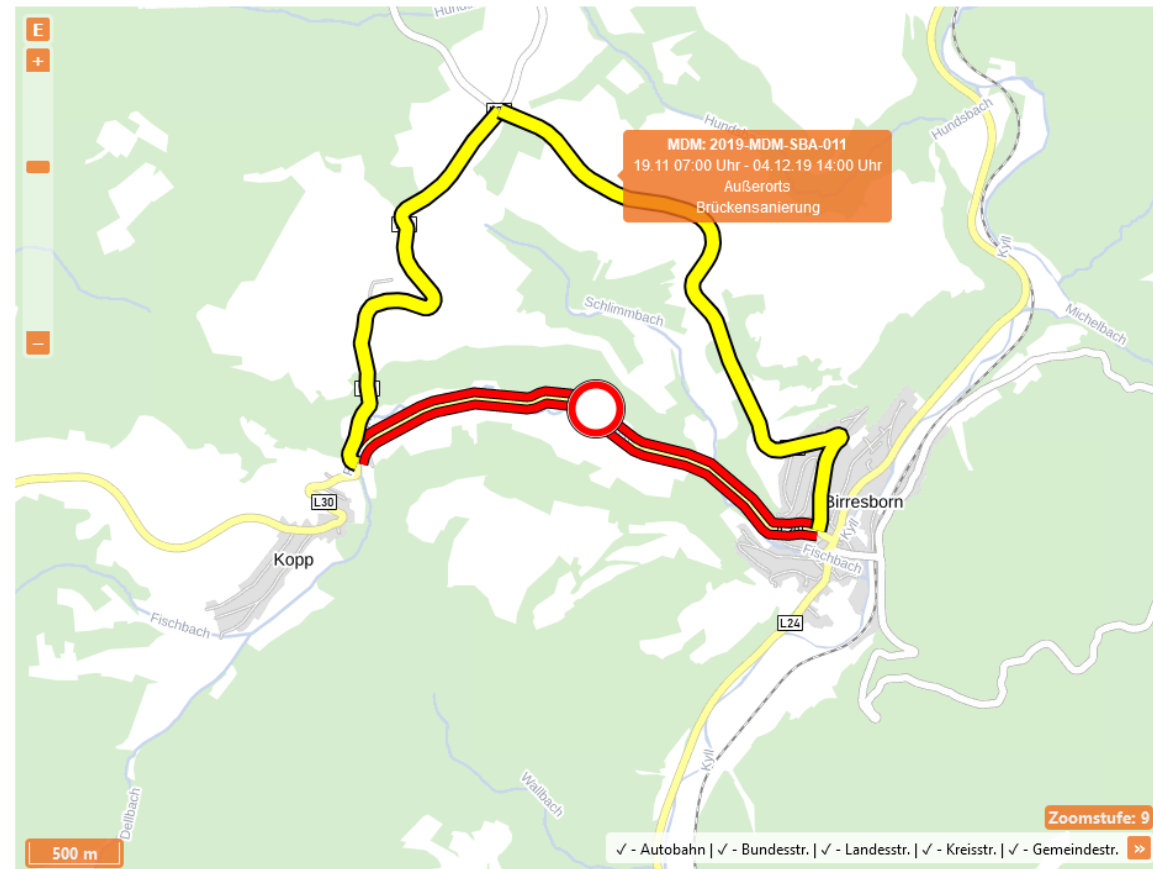 E
+
–
Hundsbach
MDM: 2019-MDM-SBA-011
19.11 07:00 Uhr - 04.12.19 14:00 Uhr
Außerorts
Brückensanierung
Kyll
Michelbach
Schlimmbach
L30
Kopp
Birresborn
Kyll
Fischbach
Fischbach
L24
Kyll
Wallbach
Dellbach
Zoomstufe: 9
500 m
✓ - Autobahn | ✓ - Bundesstr. | ✓ - Landesstr. | ✓ - Kreisstr. | ✓ - Gemeindestr. »